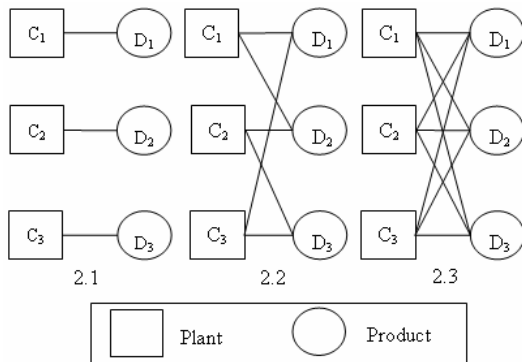 C1 D1 C1 D1 C1 D1
C2 D2 C2 D2 C2 D2
C3 D3 C3 D3 C3 D3
2.1 2.2 2.3
Plant Product